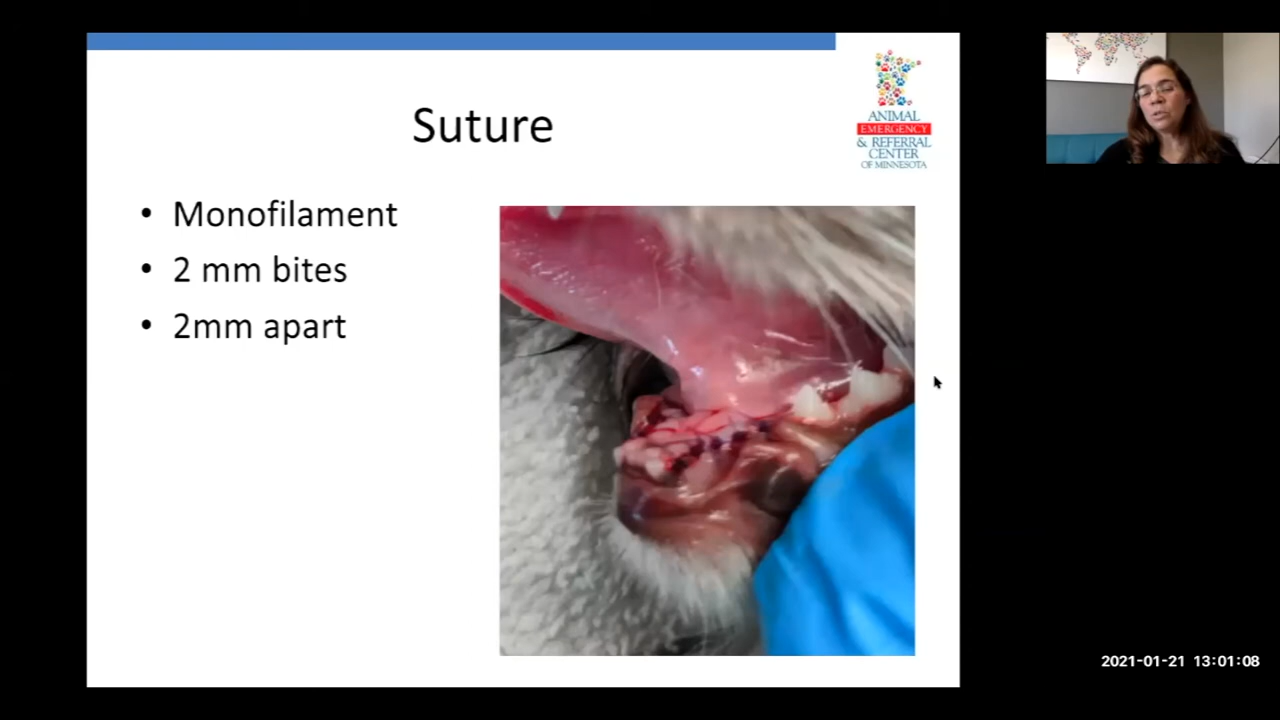 Suture
ANIMAL
EMERGENCY
& REFERRAL
CENTER
OF MINNESOTA
• Monofilament
• 2 mm bites
• 2mm apart
2021-01-21 13:01:08